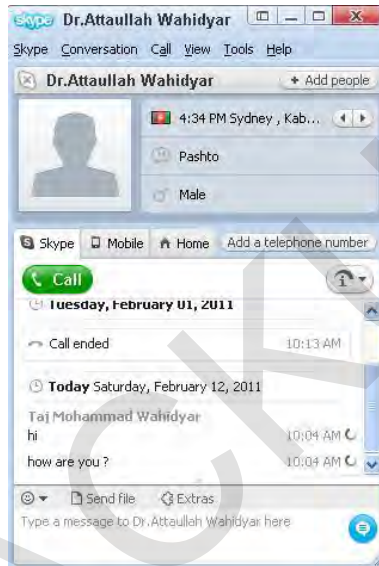 skype Dr.Attaullah Wahidyar
Skype Conversation Call View Tools Help
Dr.Attaullah Wahidyar + Add people
4:34 PM Sydney , Kab...
Pashto
Male
Skype Mobile Home Add a telephone number
Call
Tuesday, February 01, 2011
Call ended 10:13 AM
Today Saturday, February 12, 2011
Taj Mohammad Wahidyar
hi 10:04 AM
how are you ? 10:04 AM
Send file Extras
Type a message to Dr.Attaullah Wahidyar here